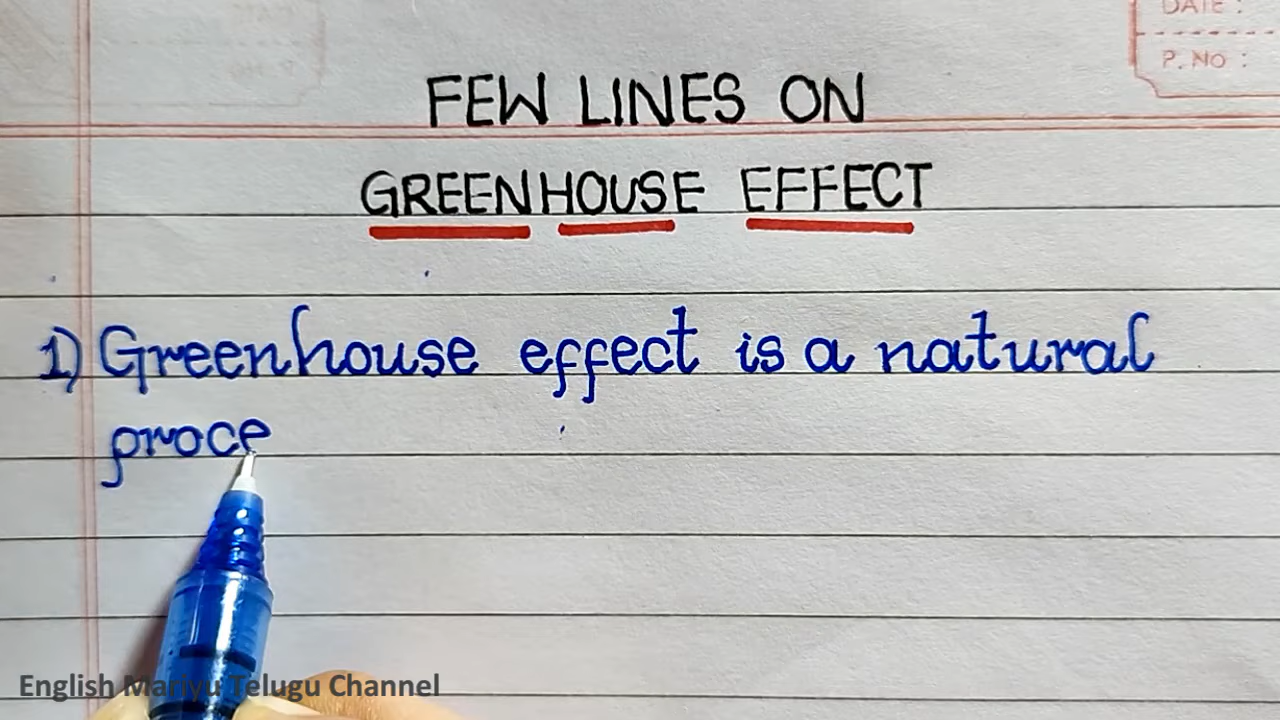 DATE :
P. NO :
FEW LINES ON
GREENHOUSE EFFECT
1) Greenhouse effect is a natural
proce
English Mariyu Telugu Channel